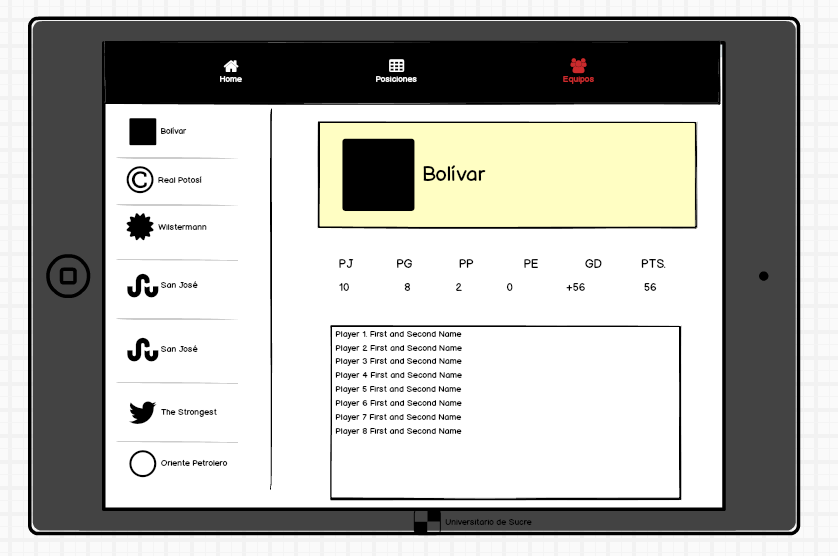 Home
Posiciones
Equipos
Bolívar
Real Potosí
Wilstermann
San José
San José
The Strongest
Oriente Petrolero
Universitario de Sucre
Bolívar
PJ PG PP PE GD PTS.
10 8 2 0 +56 56
Player 1. First and Second Name
Player 2 First and Second Name
Player 3 First and Second Name
Player 4 First and Second Name
Player 5 First and Second Name
Player 6 First and Second Name
Player 7 First and Second Name
Player 8 First and Second Name